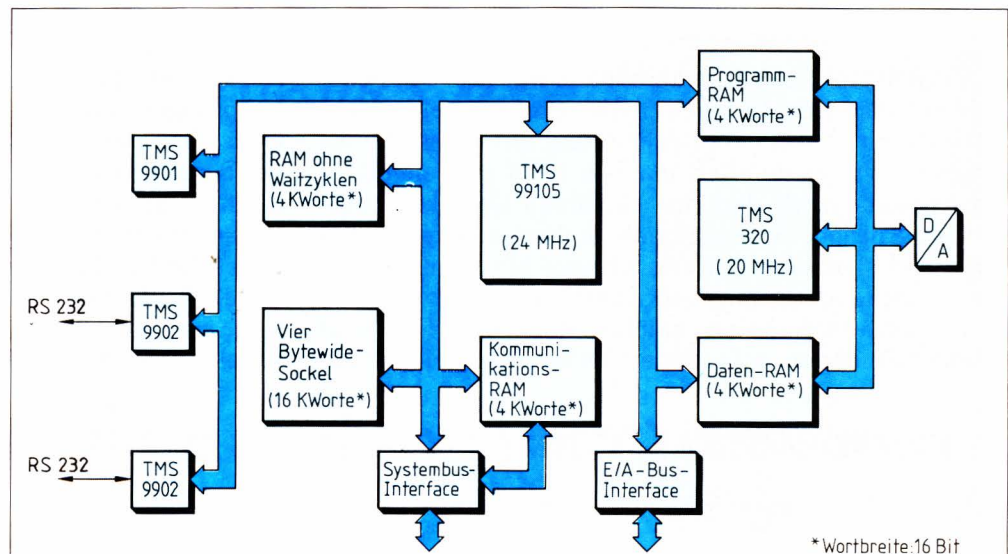 Programm-
RAM
(4 KWorte*)
TMS
9901
RAM ohne
Waitzyklen
(4KWorte*)
TMS
99105
(24 MHz)
TMS
320
(20 MHz)
D/A
RS 232
TMS
9902
Vier
Bytewide-
Sockel
(16 KWorte*)
Kommuni-
kations-
RAM
(4 KWorte*)
Daten-RAM
(4 KWorte*)
RS 232
TMS
9902
Systembus-
Interface
E/A-Bus-
Interface
*Wortbreite:16 Bit